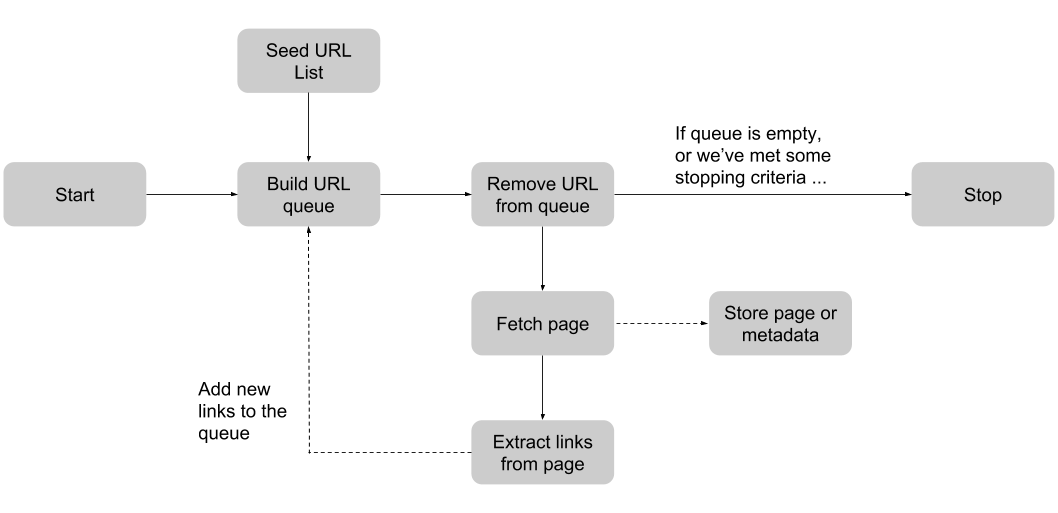 Seed URL
List
If queue is empty,
or we've met some
stopping criteria ...
Start
Build URL
queue
Remove URL
from queue
Stop
Fetch page
Store page or
metadata
Add new
links to the
queue
Extract links
from page